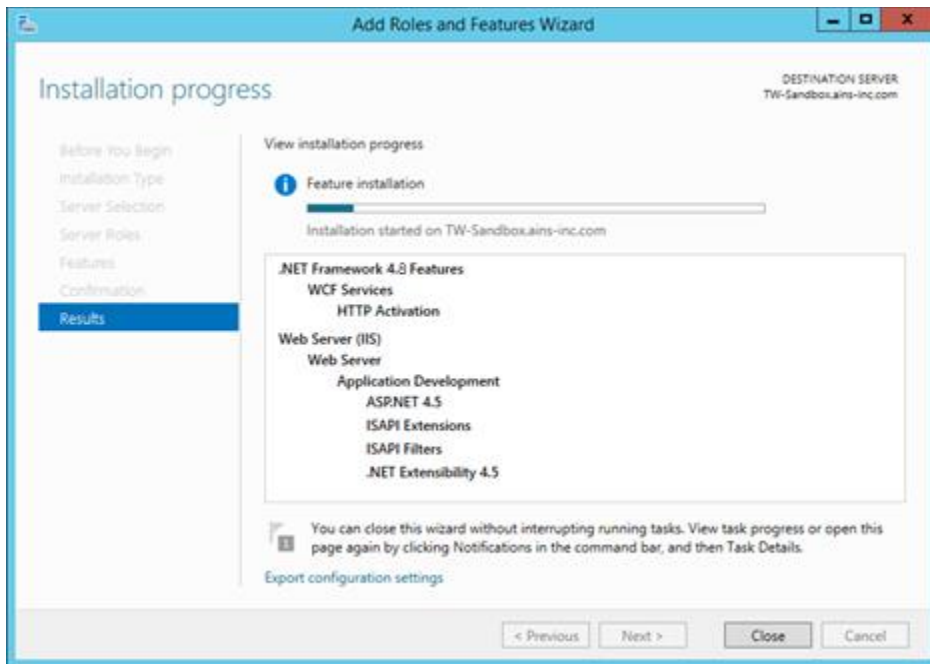 Add Roles and Features Wizard
Installation progress
DESTINATION SERVER
TW-Sandbox.ains-inc.com
Before You Begin
Installation Type
Server Selection
Server Roles
Features
Confirmation
Results
View installation progress
Feature installation
Installation started on TW-Sandbox.ains-inc.com
.NET Framework 4.8 Features
WCF Services
HTTP Activation
Web Server (IIS)
Web Server
Application Development
ASP.NET 4.5
ISAPI Extensions
ISAPI Filters
.NET Extensibility 4.5
You can close this wizard without interrupting running tasks. View task progress or open this
page again by clicking Notifications in the command bar, and then Task Details.
Export configuration settings
< Previous
Next >
Close
Cancel